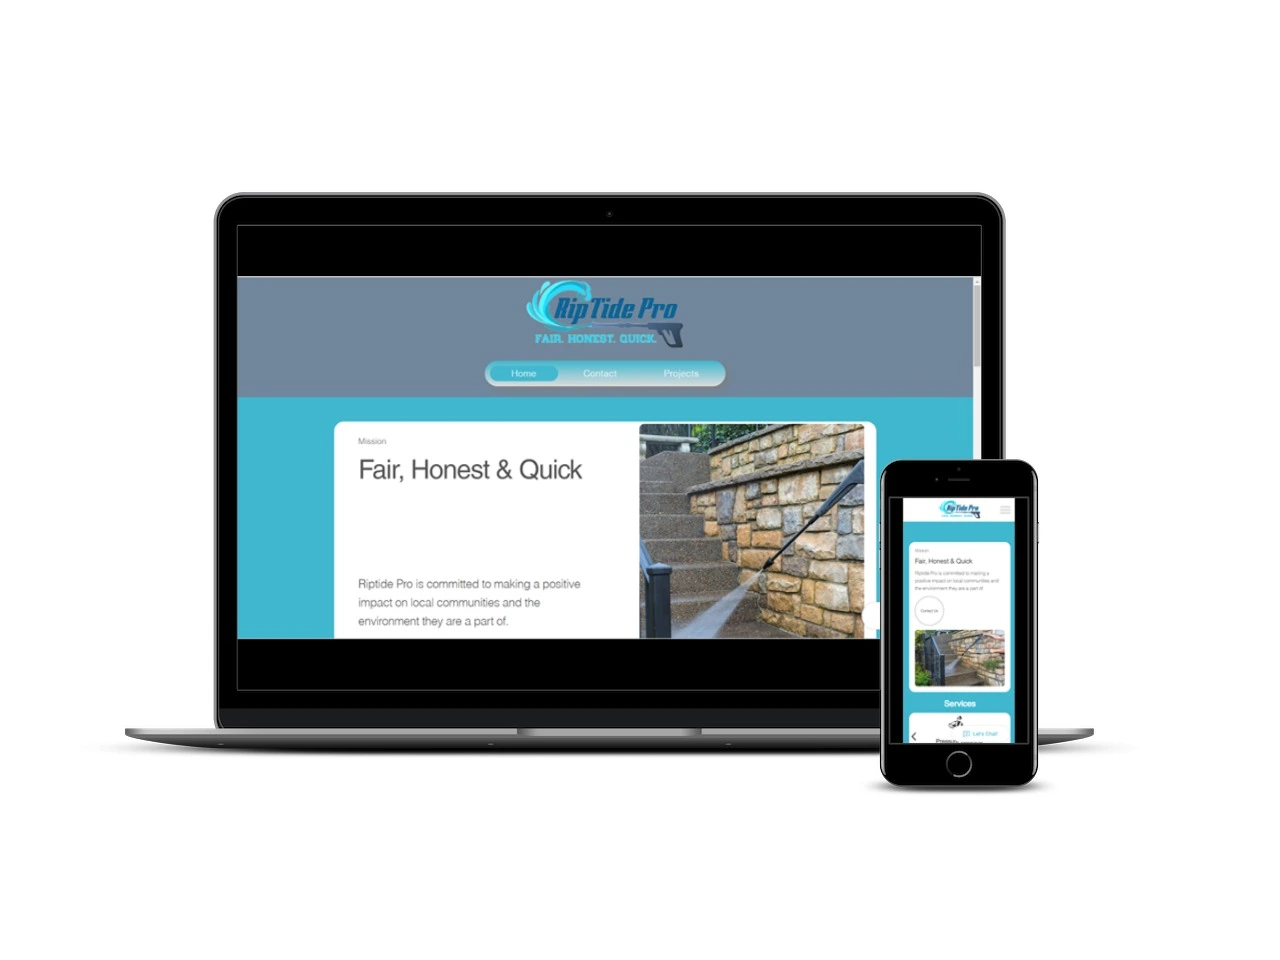 RipTide Pro
FAIR. HONEST. QUICK.
Home Contact Projects
Mission
Fair, Honest & Quick
Riptide Pro is committed to making a positive
impact on local communities and the
environment they are a part of.
RipTide Pro
FAIR. HONEST. QUICK.
Mission
Fair, Honest & Quick
Riptide Pro is committed to making a
positive impact on local communities and
the environment they are a part of.
Contact Us
Services
Let's Chat!